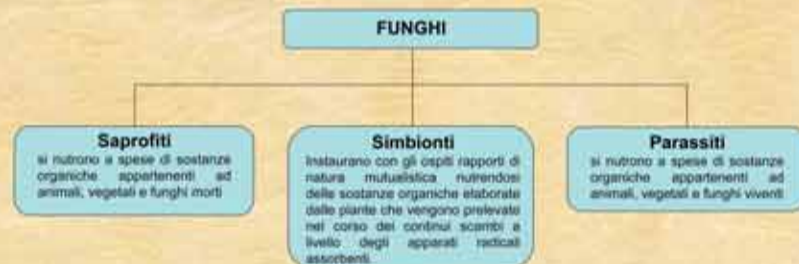 FUNGHI
Saprofiti
si nutrono a spese di sostanze
organiche appartenenti ad
animali, vegetali e funghi morti
Simbionti
Instaurano con gli ospiti rapporti di
natura mutualistica nutrendosi
delle sostanze organiche elaborate
dalle piante che vengono prelevate
nel corso dei continui scambi a
livello degli apparati radicali
assorbenti.
Parassiti
si nutrono a spese di sostanze
organiche appartenenti ad
animali, vegetali e funghi viventi